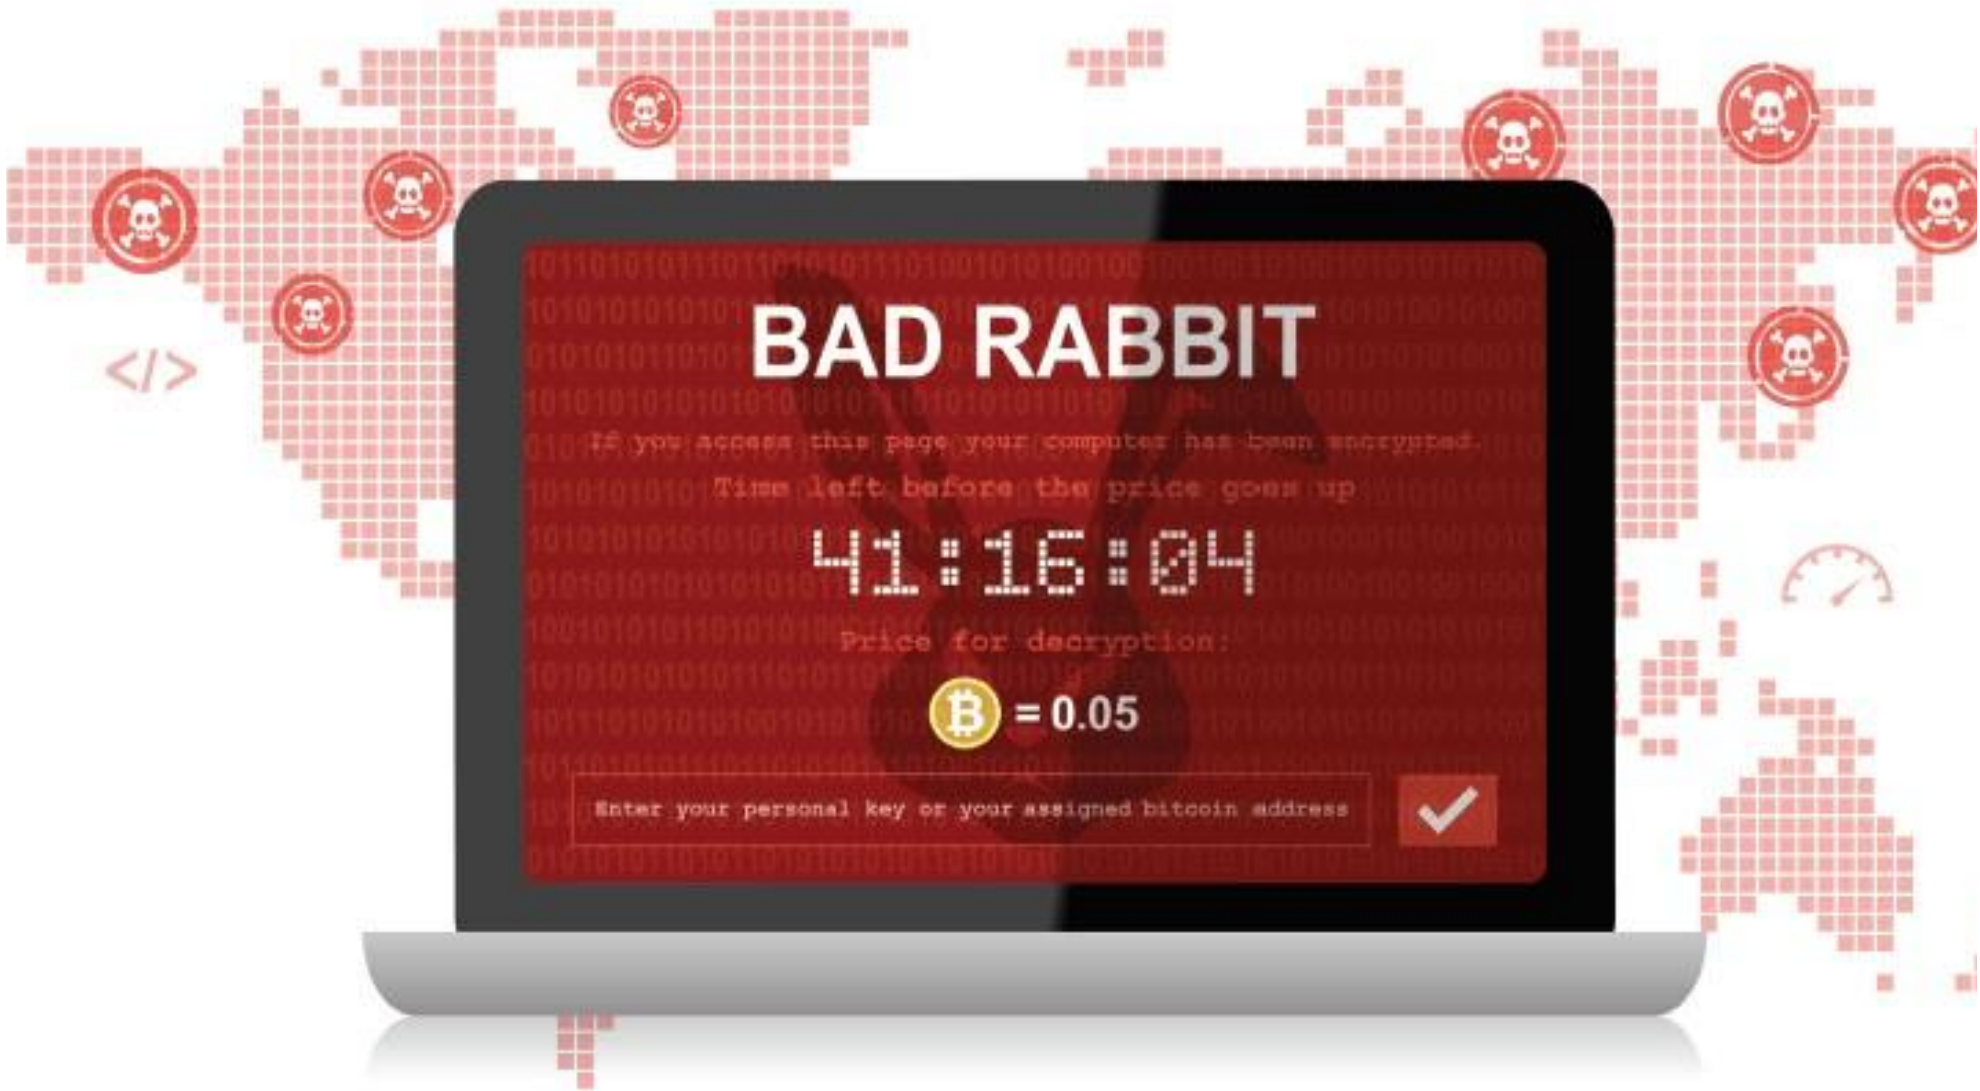 BAD RABBIT
If you access this page your computer has been encrypted.
Time left before the price goes up
41:16:04
Price for decryption:
= 0.05
Enter your personal key or your assigned bitcoin address